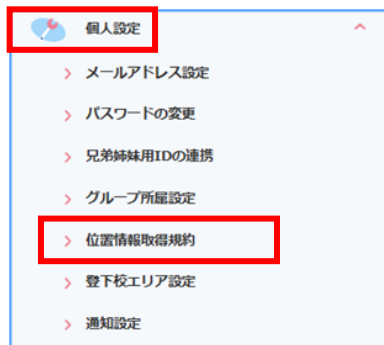 個人設定
メールアドレス設定
パスワードの変更
兄弟姉妹用IDの連携
グループ所属設定
位置情報取得規約
登下校エリア設定
通知設定